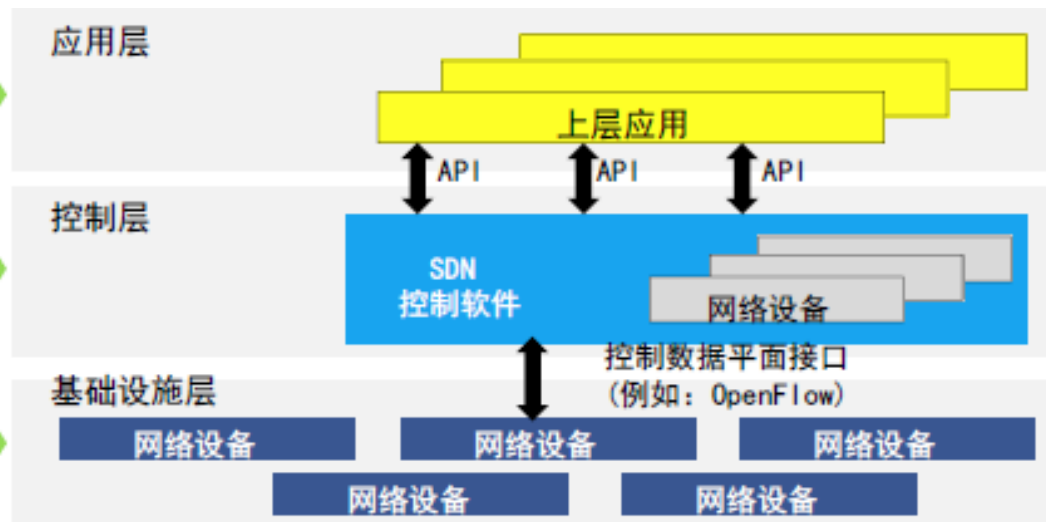 应用层
上层应用
API
API
API
控制层
SDN
控制软件
网络设备
控制数据平面接口
(例如：OpenFlow)
基础设施层
网络设备
网络设备
网络设备
网络设备
网络设备